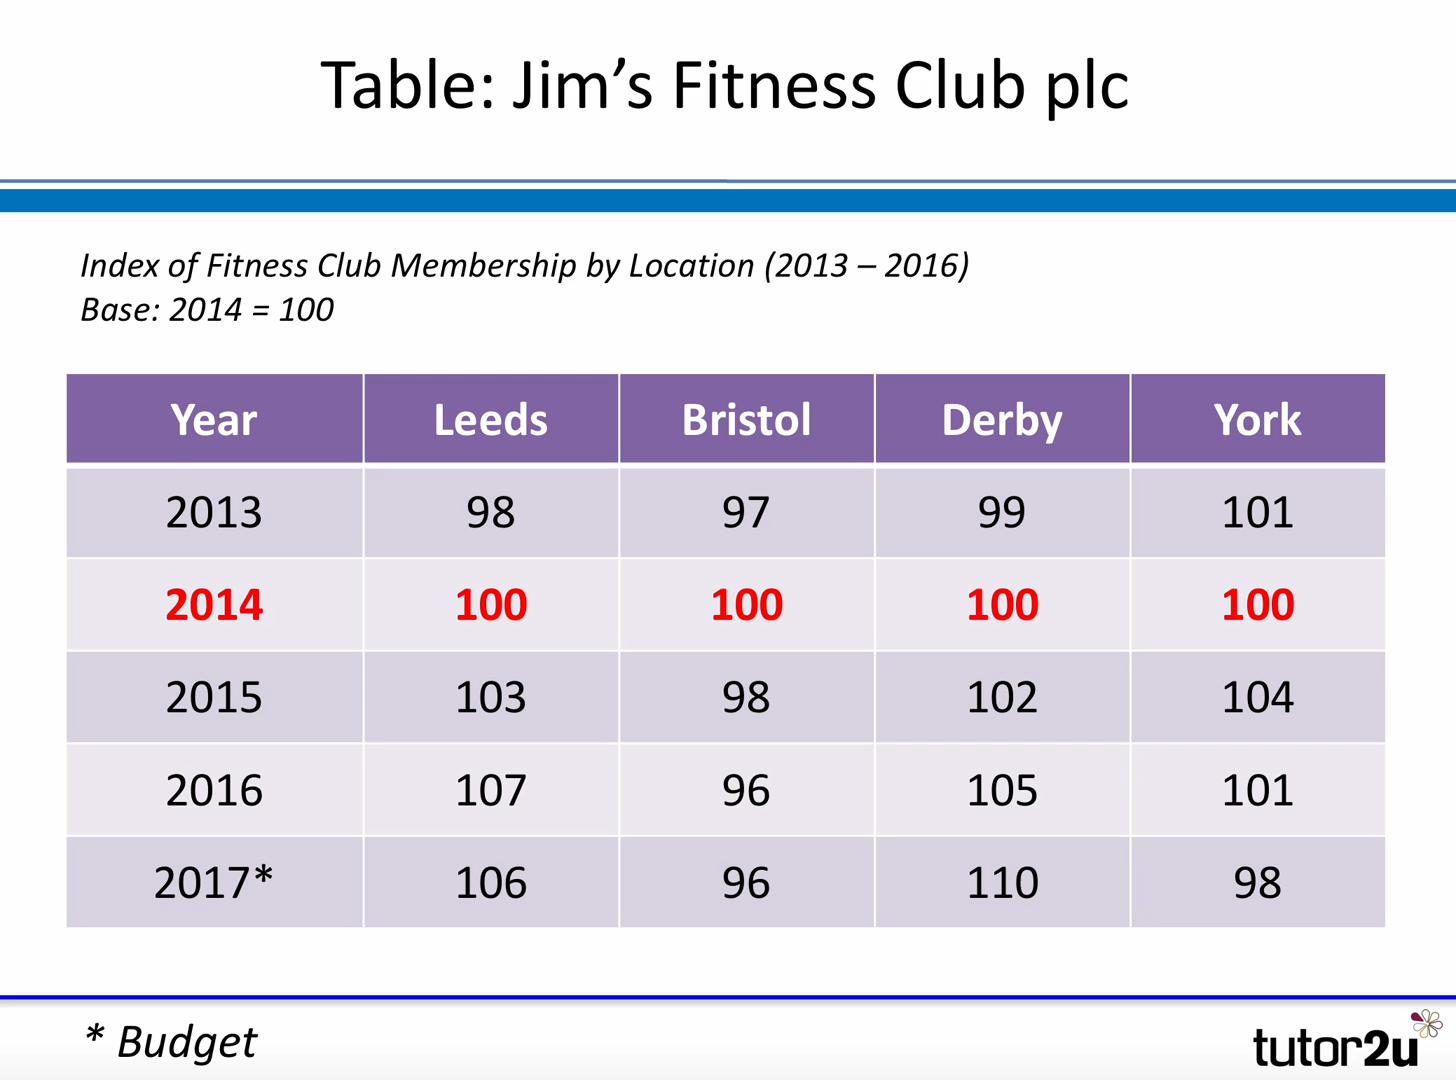 Table: Jim’s Fitness Club plc
Index of Fitness Club Membership by Location (2013 – 2016)
Base: 2014 = 100
Year Leeds Bristol Derby York
2013 98 97 99 101
2014 100 100 100 100
2015 103 98 102 104
2016 107 96 105 101
2017* 106 96 110 98
* Budget
tutor2u